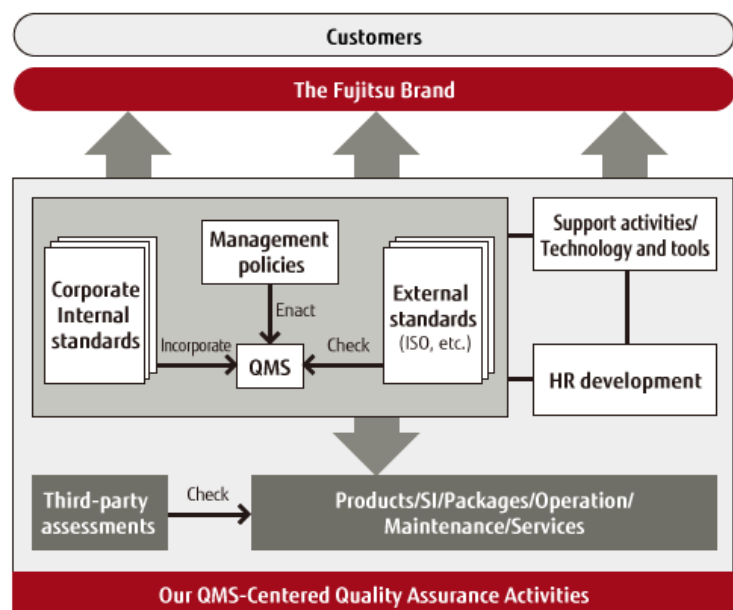 Customers
The Fujitsu Brand
Support activities/
Technology and tools
Management
policies
Corporate
Internal
standards
External
standards
(ISO, etc.)
Enact
Incorporate
Check
QMS
HR development
Third-party
assessments
Check
Products/SI/Packages/Operation/
Maintenance/Services
Our QMS-Centered Quality Assurance Activities